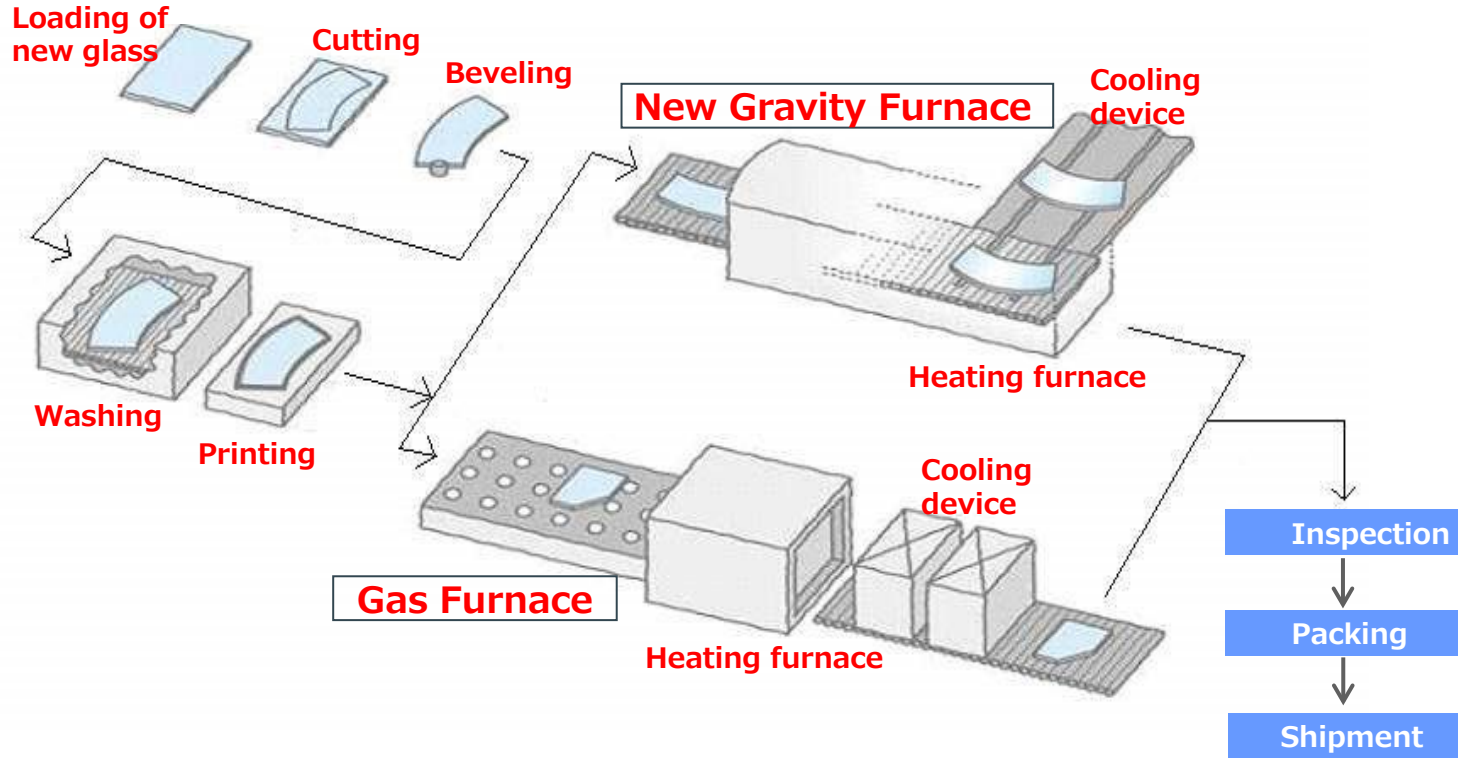 Loading of
new glass
Cutting
Beveling
New Gravity Furnace
Cooling
device
Heating furnace
Washing
Printing
Cooling
device
Gas Furnace
Heating furnace
Inspection
Packing
Shipment